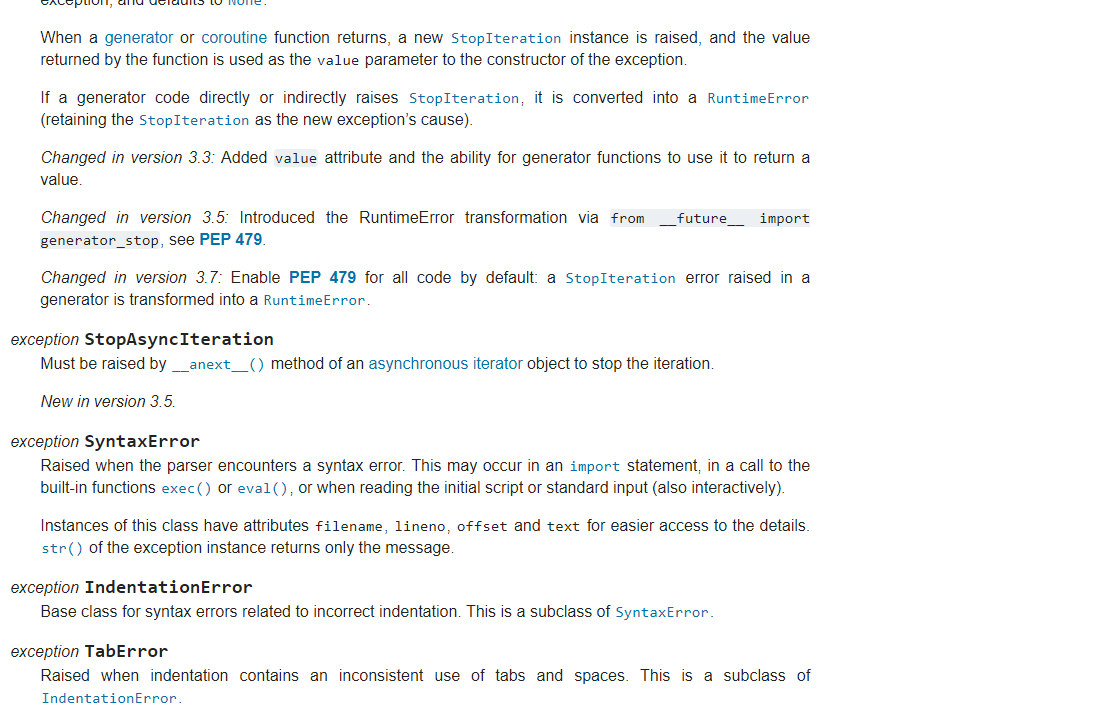 exception, and defaults to None.
When a generator or coroutine function returns, a new StopIteration instance is raised, and the value
returned by the function is used as the value parameter to the constructor of the exception.
If a generator code directly or indirectly raises StopIteration, it is converted into a RuntimeError
(retaining the StopIteration as the new exception’s cause).
Changed in version 3.3: Added value attribute and the ability for generator functions to use it to return a
value.
Changed in version 3.5: Introduced the RuntimeError transformation via from __future__ import
generator_stop, see PEP 479.
Changed in version 3.7: Enable PEP 479 for all code by default: a StopIteration error raised in a
generator is transformed into a RuntimeError.
exception StopAsyncIteration
Must be raised by __anext__() method of an asynchronous iterator object to stop the iteration.
New in version 3.5.
exception SyntaxError
Raised when the parser encounters a syntax error. This may occur in an import statement, in a call to the
built-in functions exec() or eval(), or when reading the initial script or standard input (also interactively).
Instances of this class have attributes filename, lineno, offset and text for easier access to the details.
str() of the exception instance returns only the message.
exception IndentationError
Base class for syntax errors related to incorrect indentation. This is a subclass of SyntaxError.
exception TabError
Raised when indentation contains an inconsistent use of tabs and spaces. This is a subclass of
IndentationError.